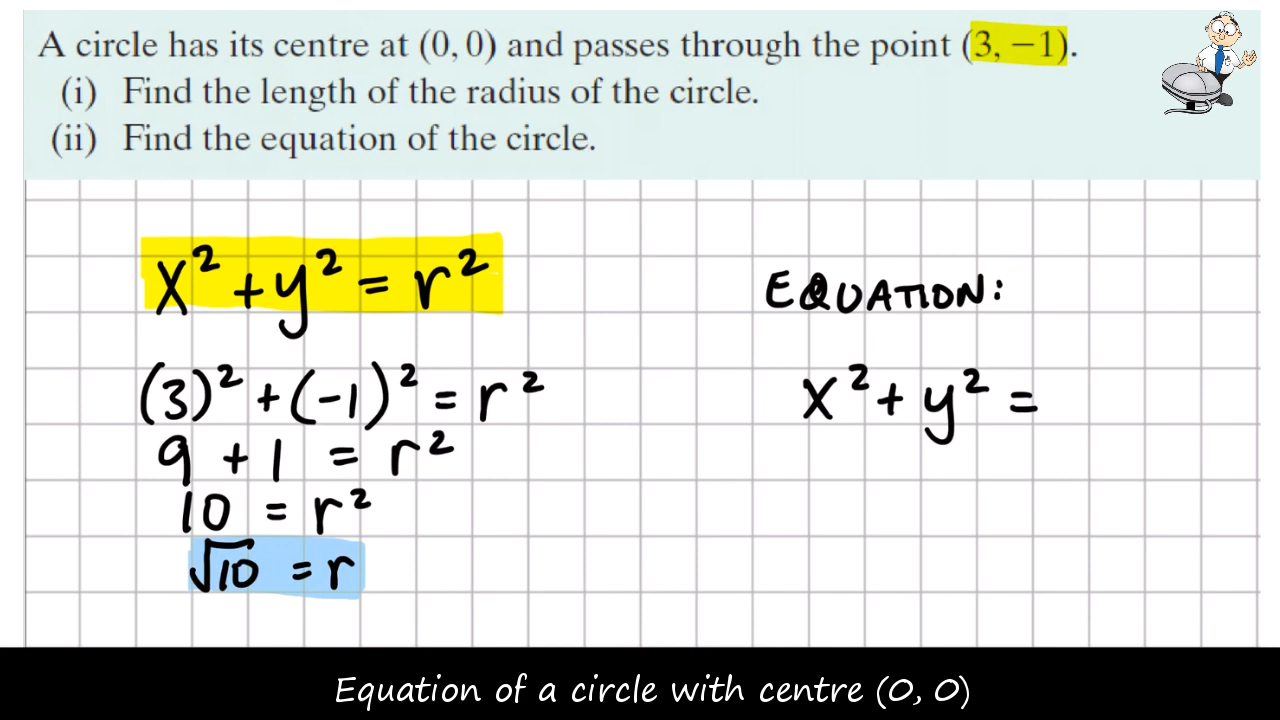 A circle has its centre at (0, 0) and passes through the point (3, −1).
(i) Find the length of the radius of the circle.
(ii) Find the equation of the circle.
x² + y² = r²
(3)² + (-1)² = r²
9 + 1 = r²
10 = r²
√10 = r
EQUATION:
x² + y² =
Equation of a circle with centre (0, 0)